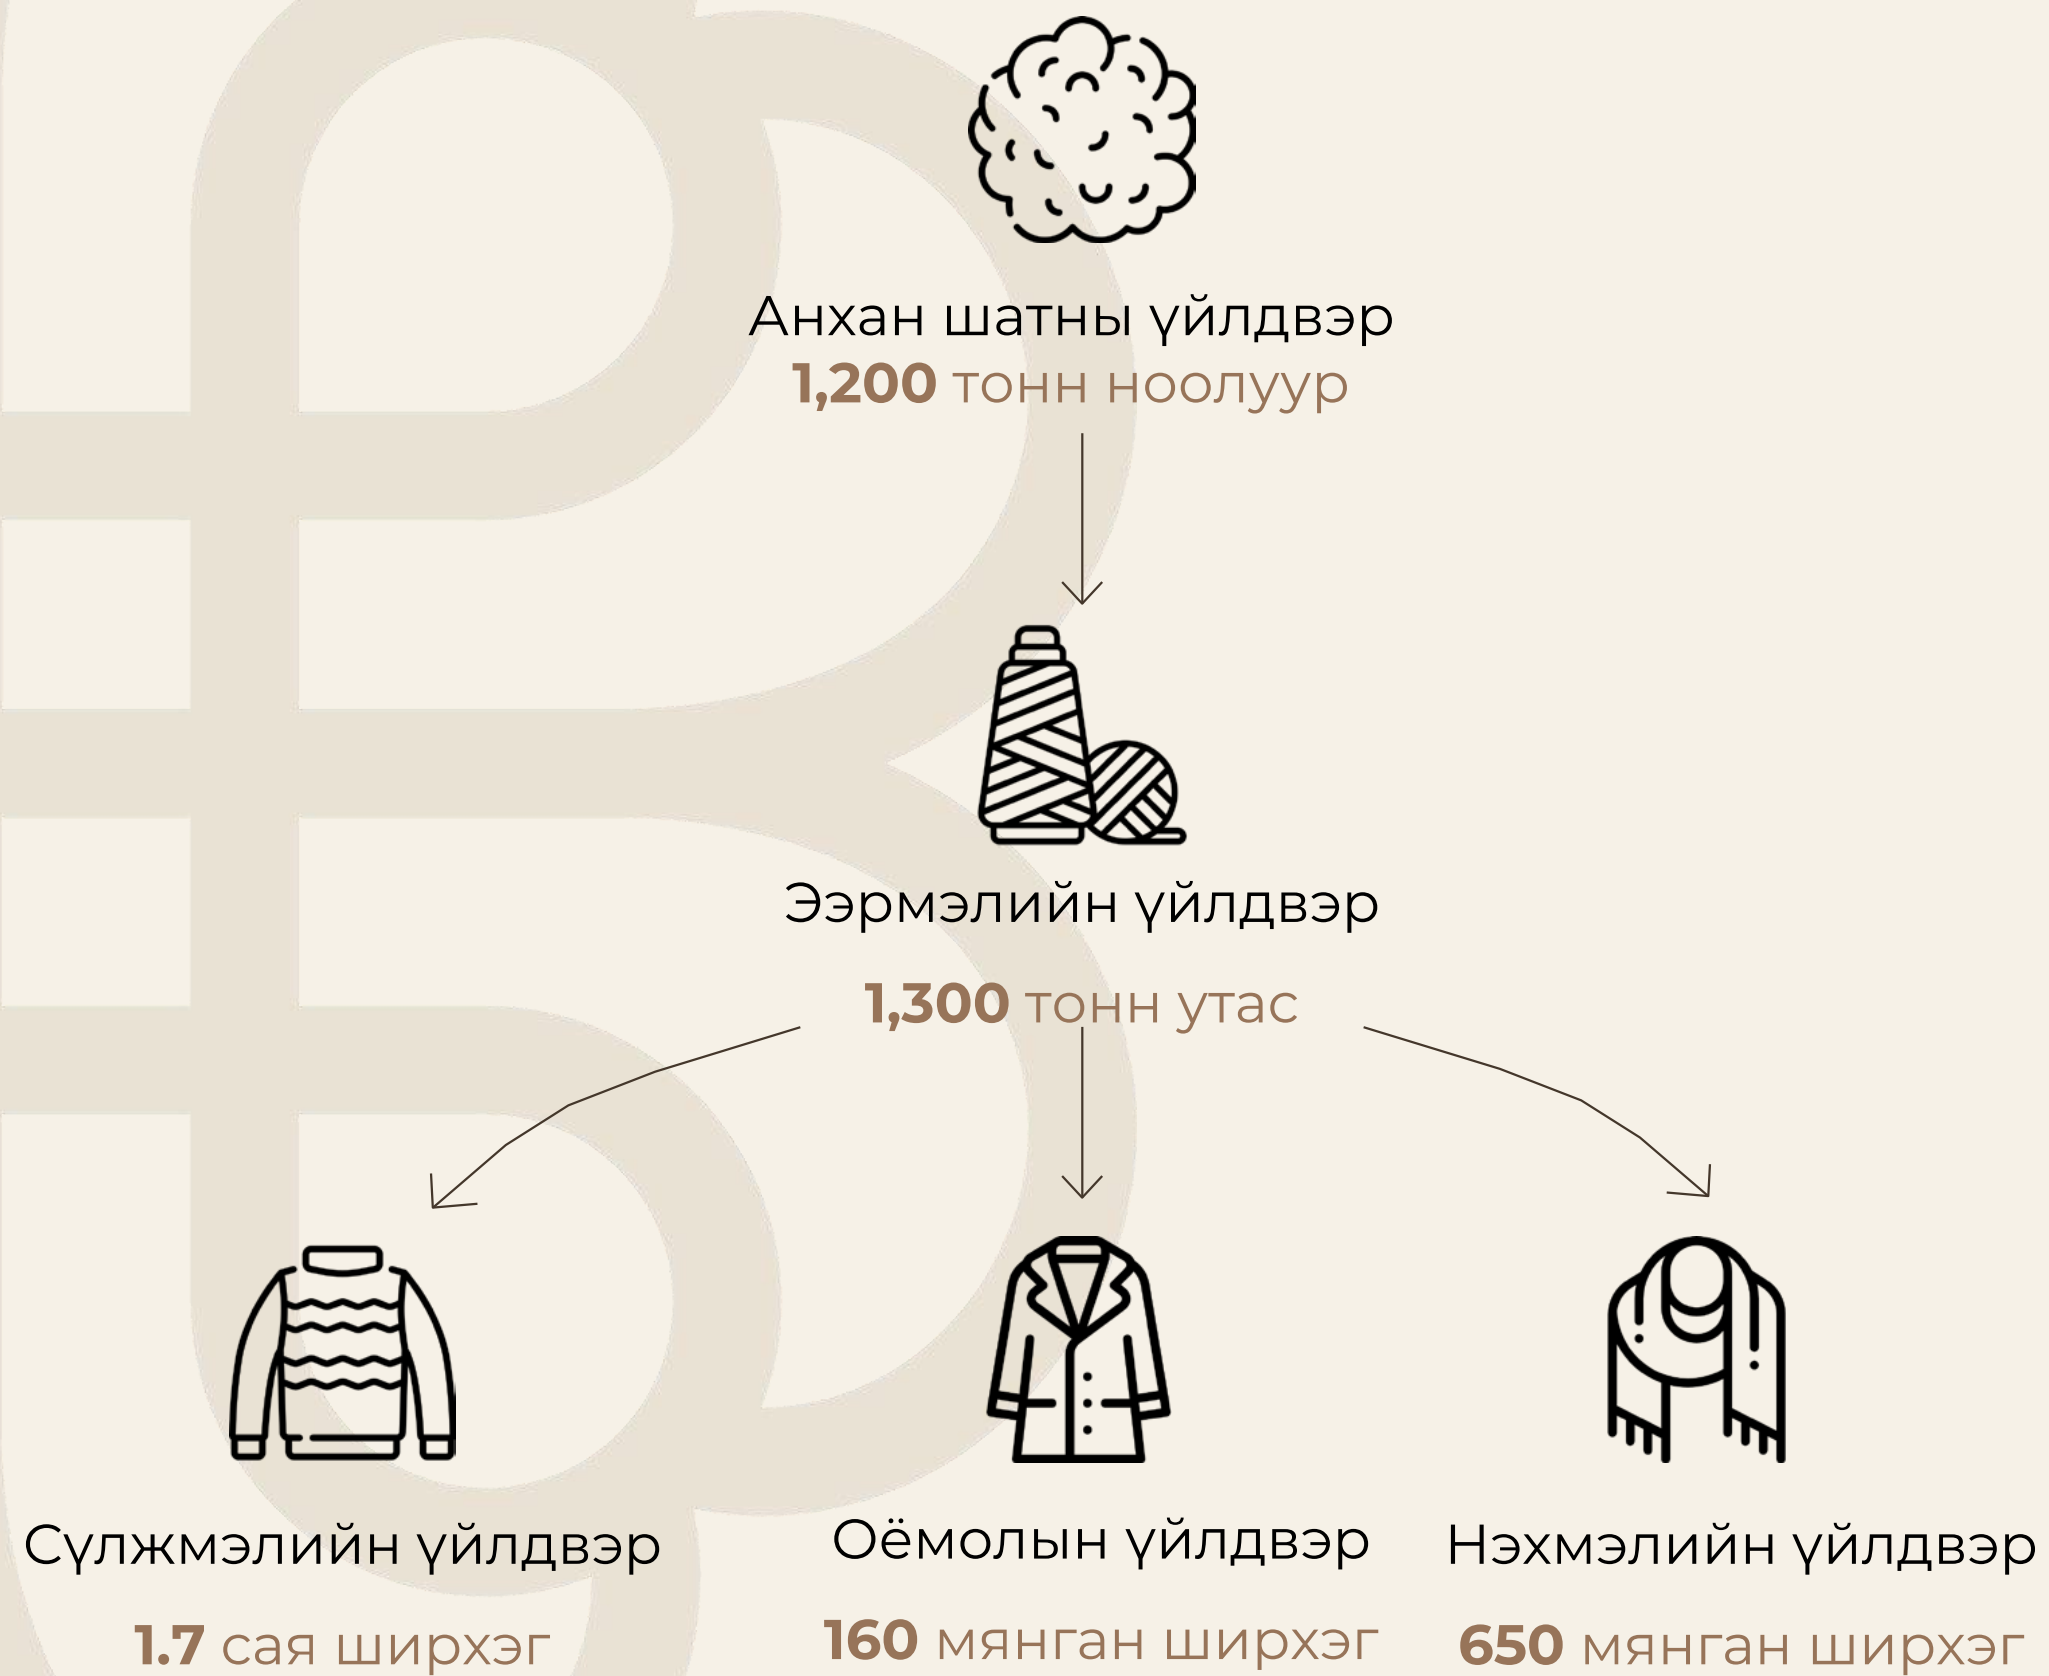 Анхан шатны үйлдвэр
1,200 тонн ноолуур
Ээрмэлийн үйлдвэр
1,300 тонн утас
Сүлжмэлийн үйлдвэр
1.7 сая ширхэг
Оёмолын үйлдвэр
160 мянган ширхэг
Нэхмэлийн үйлдвэр
650 мянган ширхэг